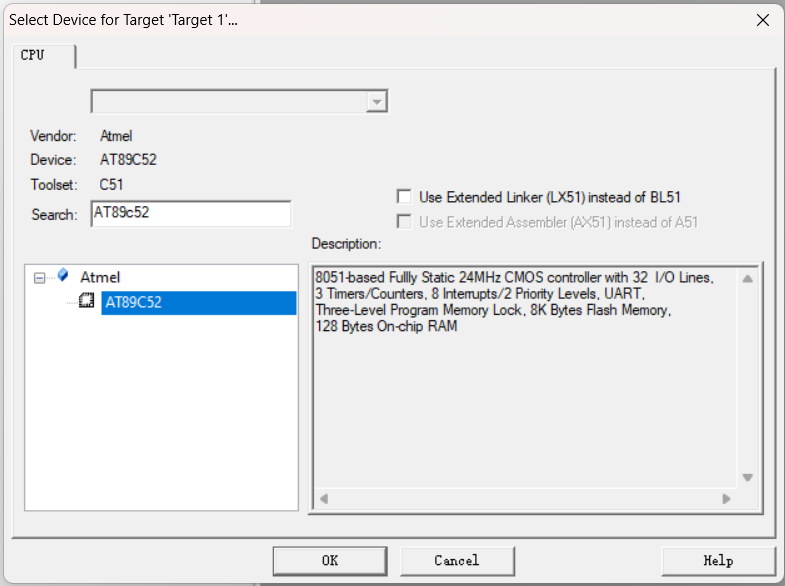 Select Device for Target 'Target 1'...
CPU
Vendor: Atmel
Device: AT89C52
Toolset: C51
Search: AT89c52
Use Extended Linker (LX51) instead of BL51
Use Extended Assembler (AX51) instead of A51
Description:
Atmel
AT89C52
8051-based Fullly Static 24MHz CMOS controller with 32 I/O Lines,
3 Timers/Counters, 8 Interrupts/2 Priority Levels, UART,
Three-Level Program Memory Lock, 8K Bytes Flash Memory,
128 Bytes On-chip RAM
OK
Cancel
Help